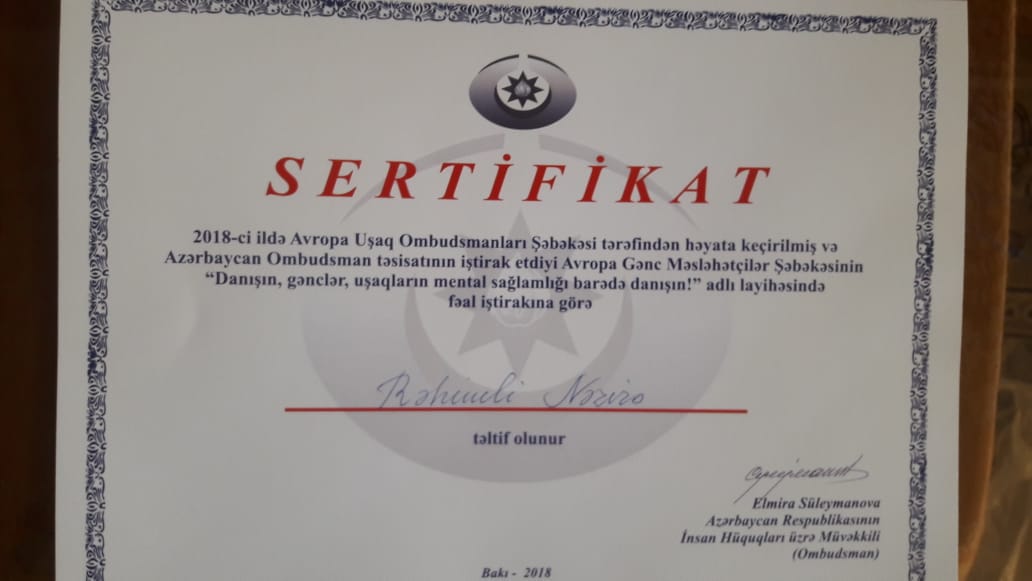 SERTİFİKAT
2018-ci ildə Avropa Uşaq Ombudsmanları Şəbəkəsi tərəfindən həyata keçirilmiş və
Azərbaycan Ombudsman təsisatının iştirak etdiyi Avropa Gənc Məsləhətçilər Şəbəkəsinin
“Danışın, gənclər, uşaqların mental sağlamlığı barədə danışın!” adlı layihəsində
fəal iştirakına görə
Rəhimli Nəzirə
təltif olunur
Elmira Süleymanova
Azərbaycan Respublikasının
İnsan Hüquqları üzrə Müvəkkili
(Ombudsman)
Bakı - 2018